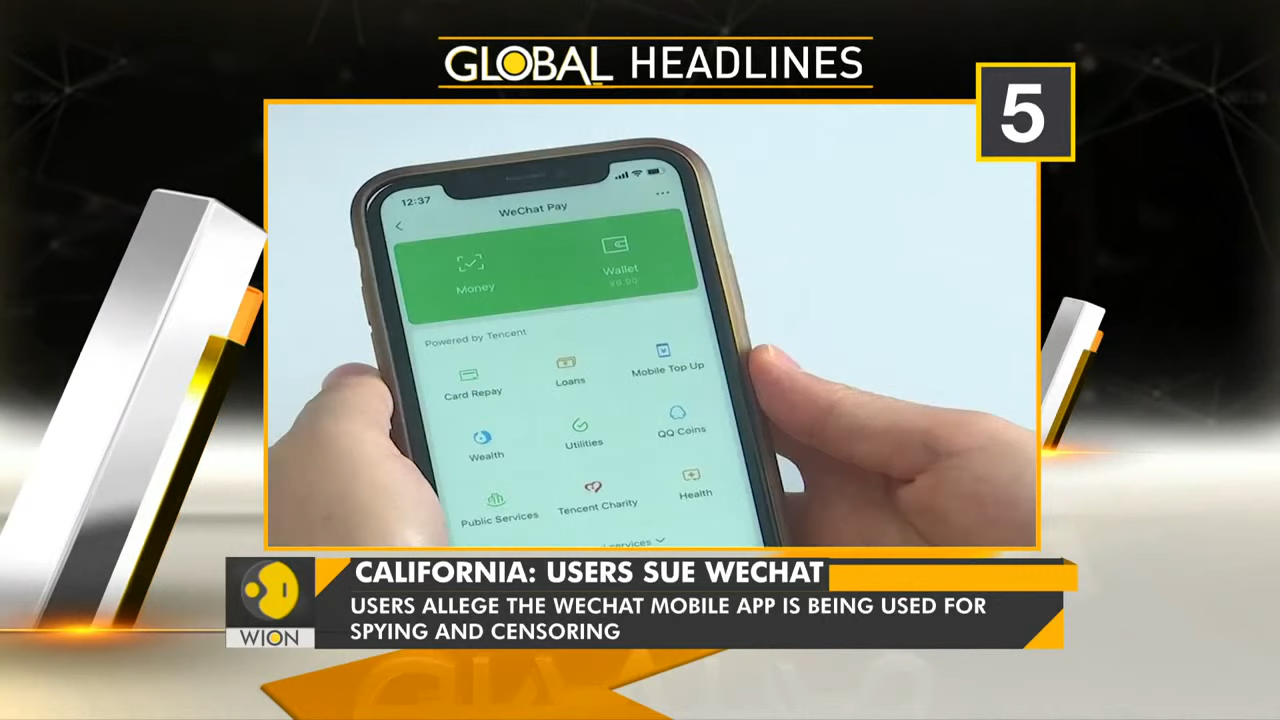 GLOBAL HEADLINES
5
12:37
WeChat Pay
Money
Wallet
Powered by Tencent
Card Repay
Loans
Mobile Top Up
Wealth
Utilities
QQ Coins
Public Services
Tencent Charity
Health
services
CALIFORNIA: USERS SUE WECHAT
USERS ALLEGE THE WECHAT MOBILE APP IS BEING USED FOR
SPYING AND CENSORING
WION